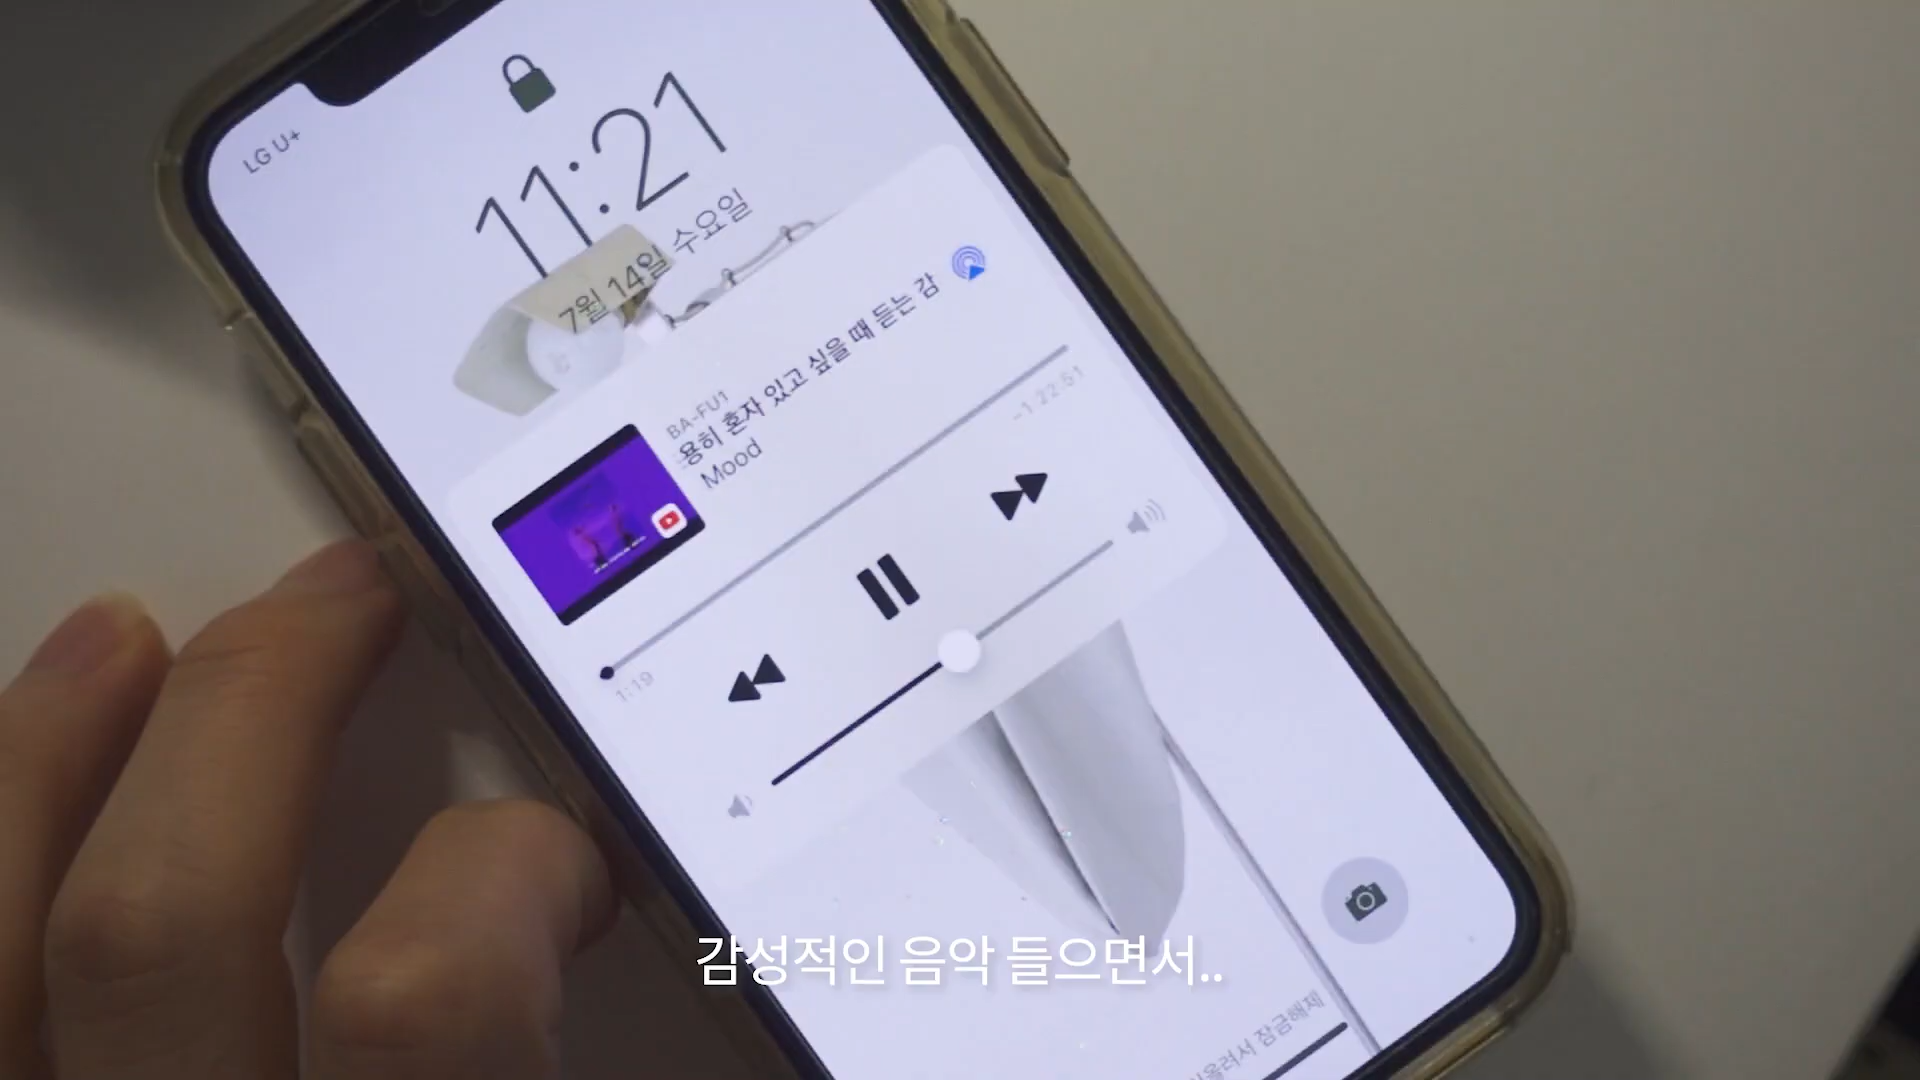 LG U+
11:21
7월 14일 수요일
BA-FU1
용히 혼자 있고 싶을 때 듣는 감
Mood
1:19
-1:22:51
감성적인 음악 들으면서..
올려서 잠금해제